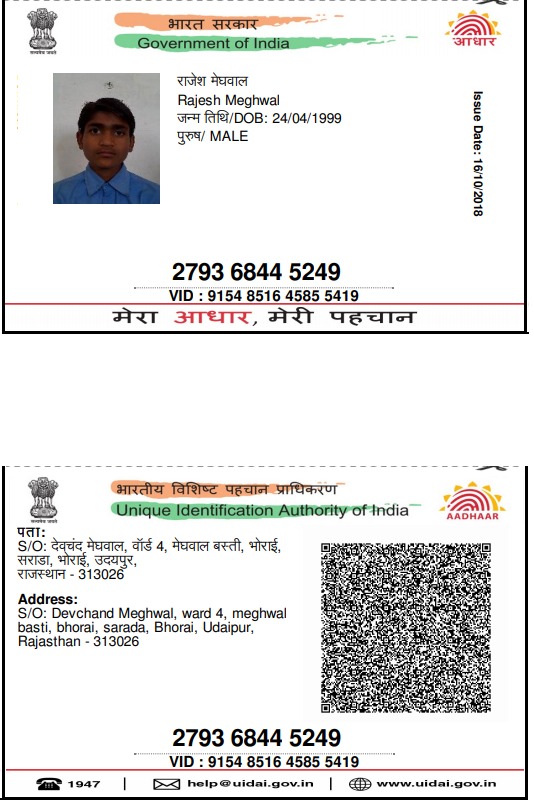 भारत सरकार
Government of India
सत्यमेव जयते
आधार
राजेश मेघवाल
Rajesh Meghwal
जन्म तिथि/DOB: 24/04/1999
पुरुष/ MALE
Issue Date: 16/10/2018
2793 6844 5249
VID : 9154 8516 4585 5419
मेरा आधार, मेरी पहचान
भारतीय विशिष्ट पहचान प्राधिकरण
Unique Identification Authority of India
सत्यमेव जयते
AADHAAR
पता:
S/O: देवचंद मेघवाल, वॉर्ड 4, मेघवाल बस्ती, भोराई,
सराडा, भोराई, उदयपुर,
राजस्थान - 313026
Address:
S/O: Devchand Meghwal, ward 4, meghwal
basti, bhorai, sarada, Bhorai, Udaipur,
Rajasthan - 313026
2793 6844 5249
VID : 9154 8516 4585 5419
1947 | help@uidai.gov.in | www.uidai.gov.in